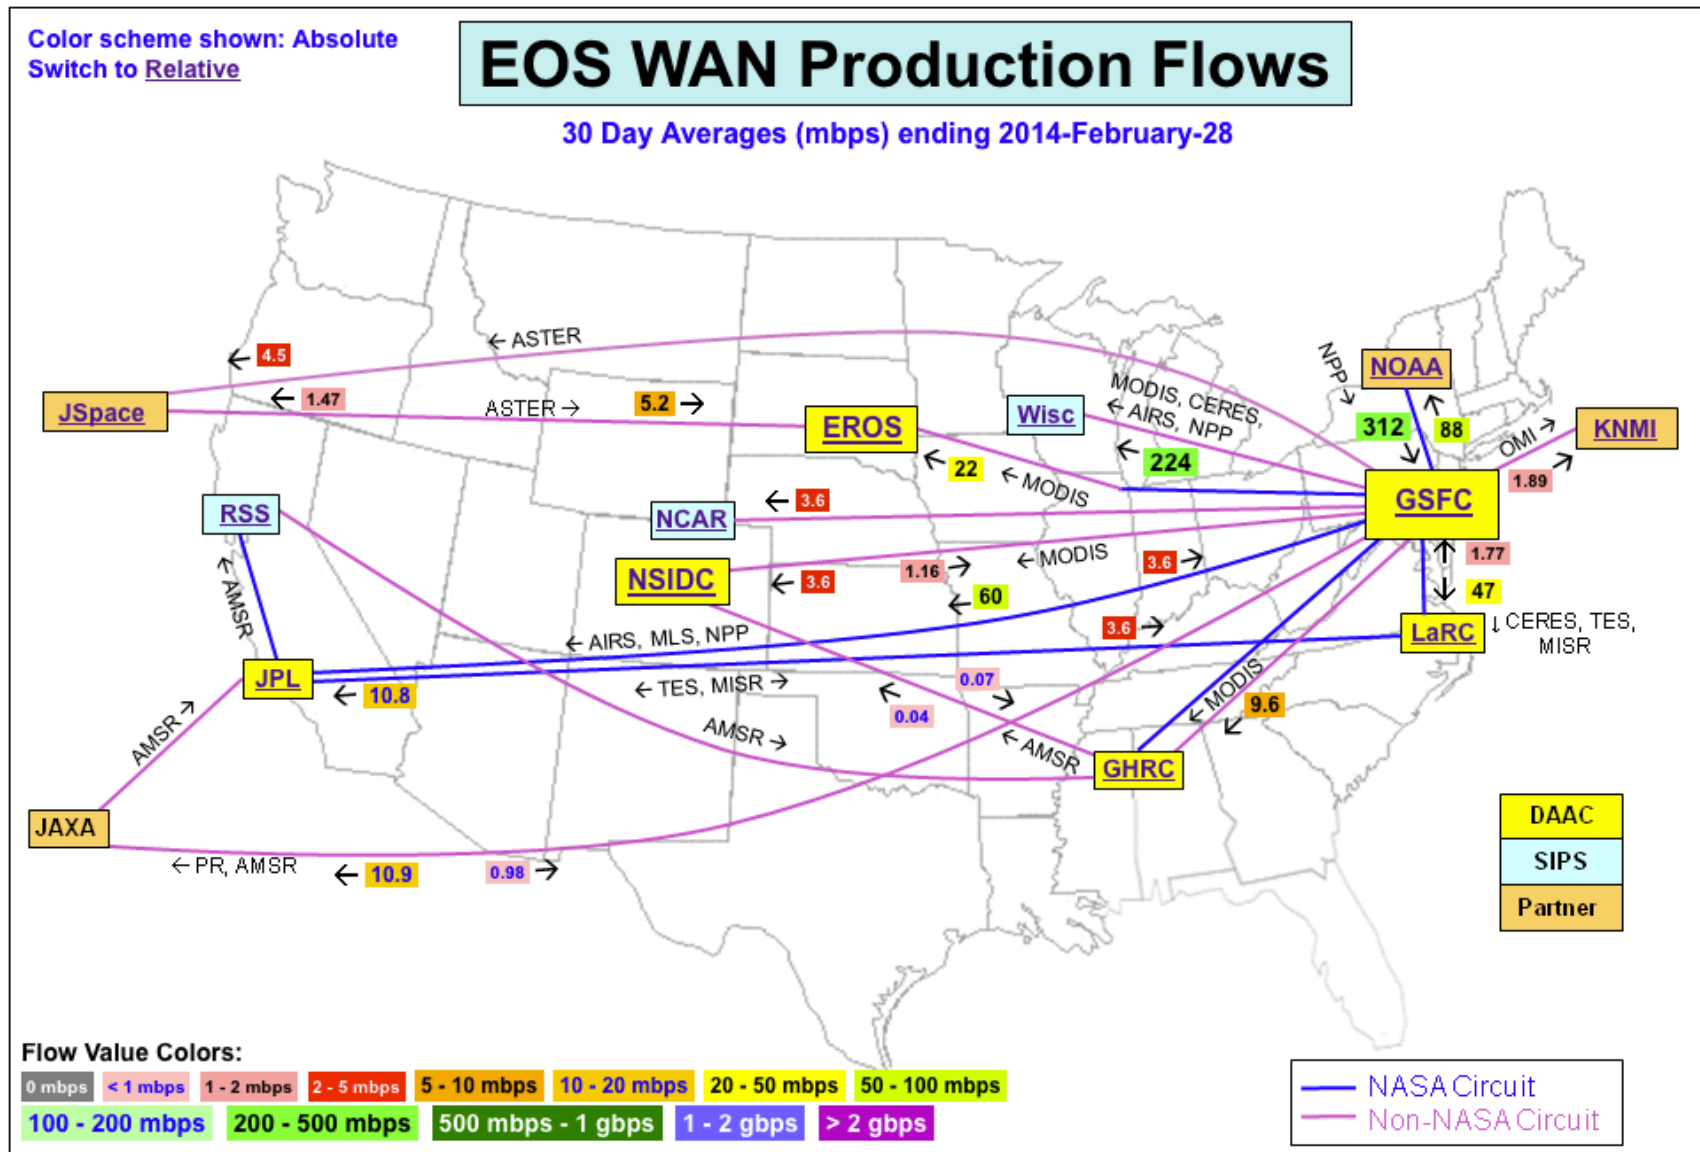 Color scheme shown: Absolute
Switch to Relative
EOS WAN Production Flows
30 Day Averages (mbps) ending 2014-February-28
← ASTER
← 4.5
← 1.47
JSpace
ASTER →
5.2 →
EROS
← 22
Wisc
MODIS, CERES,
← AIRS, NPP
← 224
← MODIS
NPP →
NOAA
312
88
OMI →
KNMI
1.89
GSFC
RSS
NCAR
← 3.6
NSIDC
← 3.6
1.16 →
← MODIS
← 60
3.6 →
3.6 →
1.77
47
LaRC
↓ CERES, TES,
MISR
← AMSR
← AIRS, MLS, NPP
JPL
← 10.8
← TES, MISR →
0.07
0.04
AMSR →
← AMSR
← MODIS
9.6
GHRC
AMSR →
JAXA
← PR, AMSR
← 10.9
0.98 →
DAAC
SIPS
Partner
Flow Value Colors:
0 mbps
< 1 mbps
1 - 2 mbps
2 - 5 mbps
5 - 10 mbps
10 - 20 mbps
20 - 50 mbps
50 - 100 mbps
100 - 200 mbps
200 - 500 mbps
500 mbps - 1 gbps
1 - 2 gbps
> 2 gbps
NASA Circuit
Non-NASA Circuit